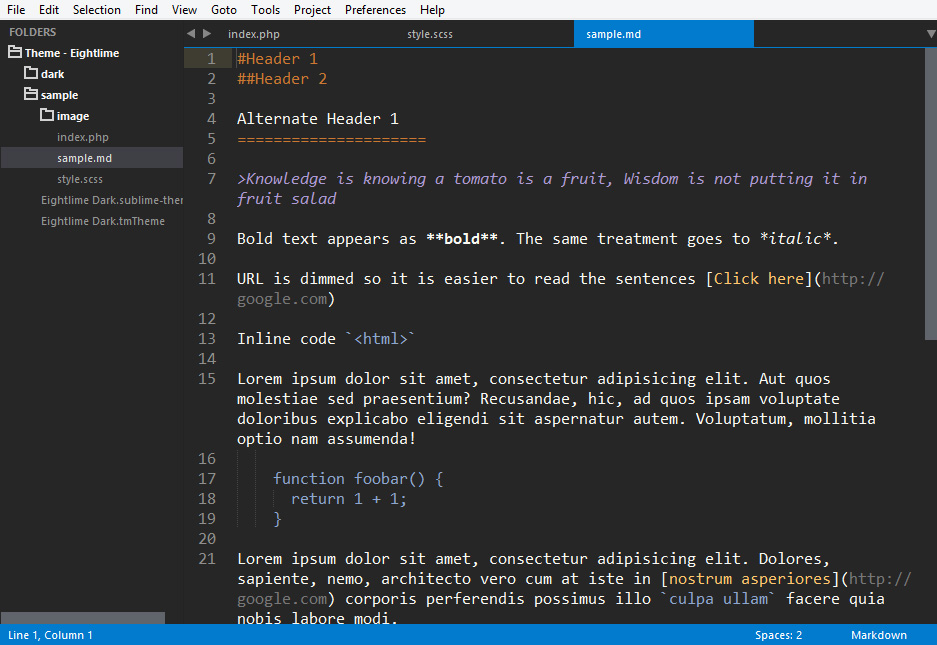 File Edit Selection Find View Goto Tools Project Preferences Help
FOLDERS
Theme - Eightlime
dark
sample
image
index.php
sample.md
style.scss
Eightlime Dark.sublime-ther
Eightlime Dark.tmTheme
index.php style.scss sample.md
1 #Header 1
2 ##Header 2
3
4 Alternate Header 1
5 =====================
6
7 >Knowledge is knowing a tomato is a fruit, Wisdom is not putting it in
fruit salad
8
9 Bold text appears as **bold**. The same treatment goes to *italic*.
10
11 URL is dimmed so it is easier to read the sentences [Click here](http://
google.com)
12
13 Inline code `<html>`
14
15 Lorem ipsum dolor sit amet, consectetur adipisicing elit. Aut quos
molestiae sed praesentium? Recusandae, hic, ad quos ipsam voluptate
doloribus explicabo eligendi sit aspernatur autem. Voluptatum, mollitia
optio nam assumenda!
16
17 function foobar() {
18 return 1 + 1;
19 }
20
21 Lorem ipsum dolor sit amet, consectetur adipisicing elit. Dolores,
sapiente, nemo, architecto vero cum at iste in [nostrum asperiores](http://
google.com) corporis perferendis possimus illo `culpa ullam` facere quia
nobis labore modi.
Line 1, Column 1 Spaces: 2 Markdown